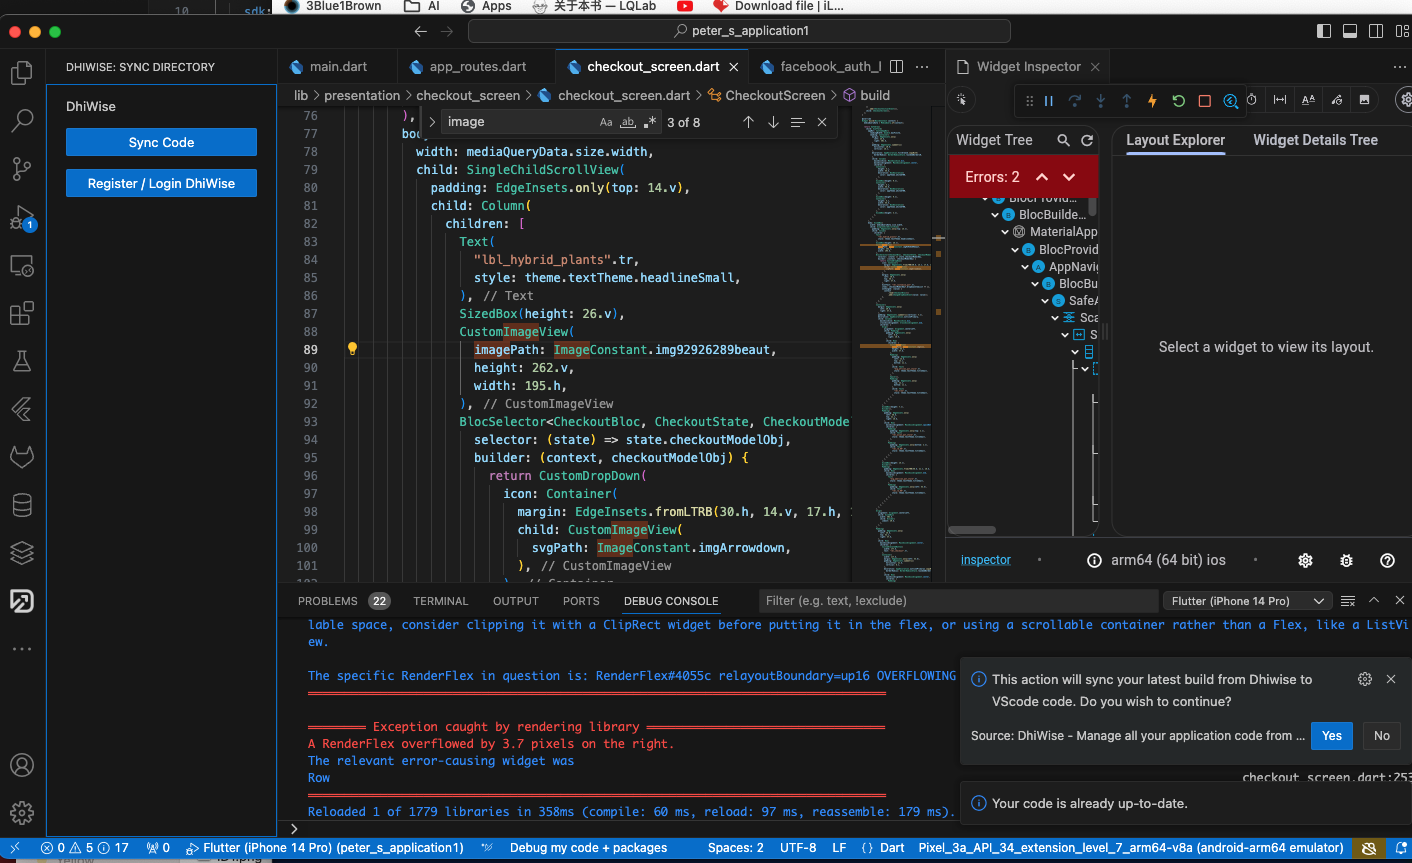 10
sdk:
3Blue1Brown
AI
Apps
关于本书 — LQLab
Download file | iL...
peter_s_application1
DHIWISE: SYNC DIRECTORY
DhiWise
Sync Code
Register / Login DhiWise
main.dart
app_routes.dart
checkout_screen.dart
facebook_auth_l
lib > presentation > checkout_screen > checkout_screen.dart > CheckoutScreen > build
image
Aa
ab
.*
3 of 8
76 ),
77 body
78 width: mediaQueryData.size.width,
79 child: SingleChildScrollView(
80 padding: EdgeInsets.only(top: 14.v),
81 child: Column(
82 children: [
83 Text(
84 "lbl_hybrid_plants".tr,
85 style: theme.textTheme.headlineSmall,
86 ), // Text
87 SizedBox(height: 26.v),
88 CustomImageView(
89 imagePath: ImageConstant.img92926289beaut,
90 height: 262.v,
91 width: 195.h,
92 ), // CustomImageView
93 BlocSelector<CheckoutBloc, CheckoutState, CheckoutMode
94 selector: (state) => state.checkoutModelObj,
95 builder: (context, checkoutModelObj) {
96 return CustomDropDown(
97 icon: Container(
98 margin: EdgeInsets.fromLTRB(30.h, 14.v, 17.h,
99 child: CustomImageView(
100 svgPath: ImageConstant.imgArrowdown,
101 ), // CustomImageView
102 ), // Container
Widget Inspector
Widget Tree
Errors: 2
BlocProvid...
BlocBuilde...
MaterialApp
BlocProvid
AppNavig
BlocBu
SafeA
Sca
S
Layout Explorer
Widget Details Tree
Select a widget to view its layout.
inspector
arm64 (64 bit) ios
PROBLEMS 22
TERMINAL
OUTPUT
PORTS
DEBUG CONSOLE
Filter (e.g. text, !exclude)
Flutter (iPhone 14 Pro)
lable space, consider clipping it with a ClipRect widget before putting it in the flex, or using a scrollable container rather than a Flex, like a ListVi
ew.
The specific RenderFlex in question is: RenderFlex#4055c relayoutBoundary=up16 OVERFLOWING
════════ Exception caught by rendering library ═════════════════════════════════
A RenderFlex overflowed by 3.7 pixels on the right.
The relevant error-causing widget was
Row
checkout_screen.dart:253
Reloaded 1 of 1779 libraries in 358ms (compile: 60 ms, reload: 97 ms, reassemble: 179 ms).
This action will sync your latest build from Dhiwise to
VScode code. Do you wish to continue?
Source: DhiWise - Manage all your application code from ...
Yes
No
Your code is already up-to-date.
1
0 5 17
0
Flutter (iPhone 14 Pro) (peter_s_application1)
Debug my code + packages
Spaces: 2
UTF-8
LF
{} Dart
Pixel_3a_API_34_extension_level_7_arm64-v8a (android-arm64 emulator)